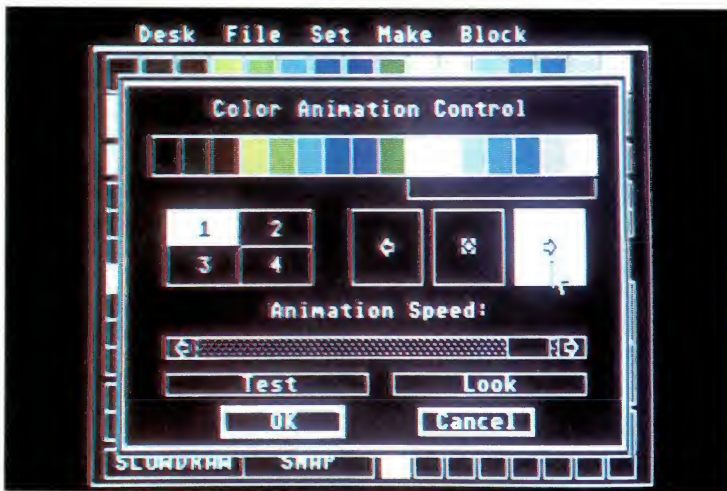 Desk File Set Make Block
Color Animation Control
1 2
3 4
Animation Speed:
Test Look
OK Cancel
SLOWDRAW SNAP